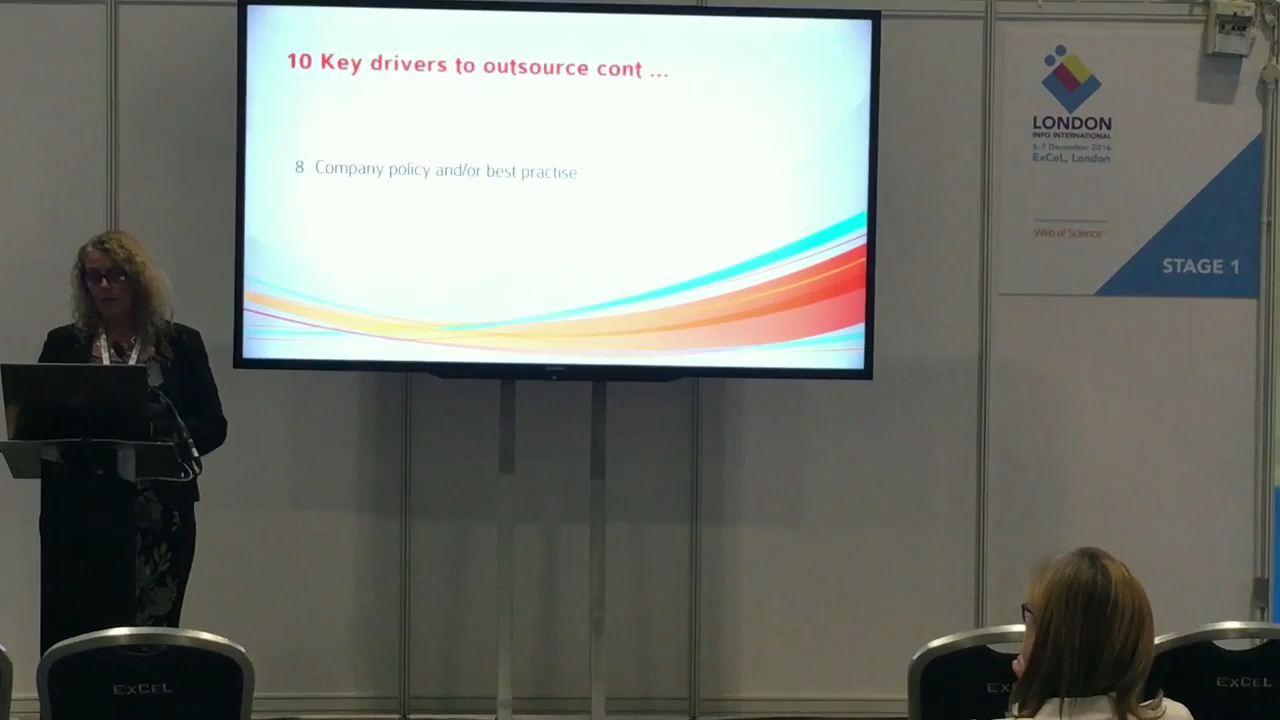 10 Key drivers to outsource cont ...
8 Company policy and/or best practise
LONDON
INFO INTERNATIONAL
6-7 December 2016
ExCeL, London
Web of Science
STAGE 1
EXCEL
EX
EXCEL